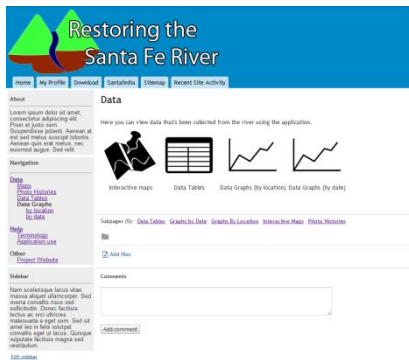 Restoring the
Santa Fe River
Home My Profile Download Santafedia Sitemap Recent Site Activity
About
Lorem ipsum dolor sit amet,
consectetur adipiscing elit.
Proin et justo sem.
Suspendisse potenti. Aenean at
est sed metus suscipit lobortis.
Aenean quis erat metus, nec
euismod augue. Sed velit.
Navigation
Data
Maps
Photo Histories
Data Tables
Data Graphs
by location
by date
Help
Terminology
Application use
Other
Project Website
Sidebar
Nam scelerisque lacus vitae
massa aliquet ullamcorper. Sed
viverra convallis risus sed
sollicitudin. Donec facilisis
lectus ac orci ultricies
malesuada a eget sem. Sed sit
amet leo in felis volutpat
convallis eget ut lacus. Quisque
vulputate facilisis magna sed
vestibulum.
Edit sidebar
Data
Here you can view data that's been collected from the river using the application.
Interactive maps Data Tables Data Graphs (by location) Data Graphs (by date)
Subpages (5): Data Tables Graphs by Date Graphs By Location Interactive Maps Photo Histories
Add files
Comments
Add comment